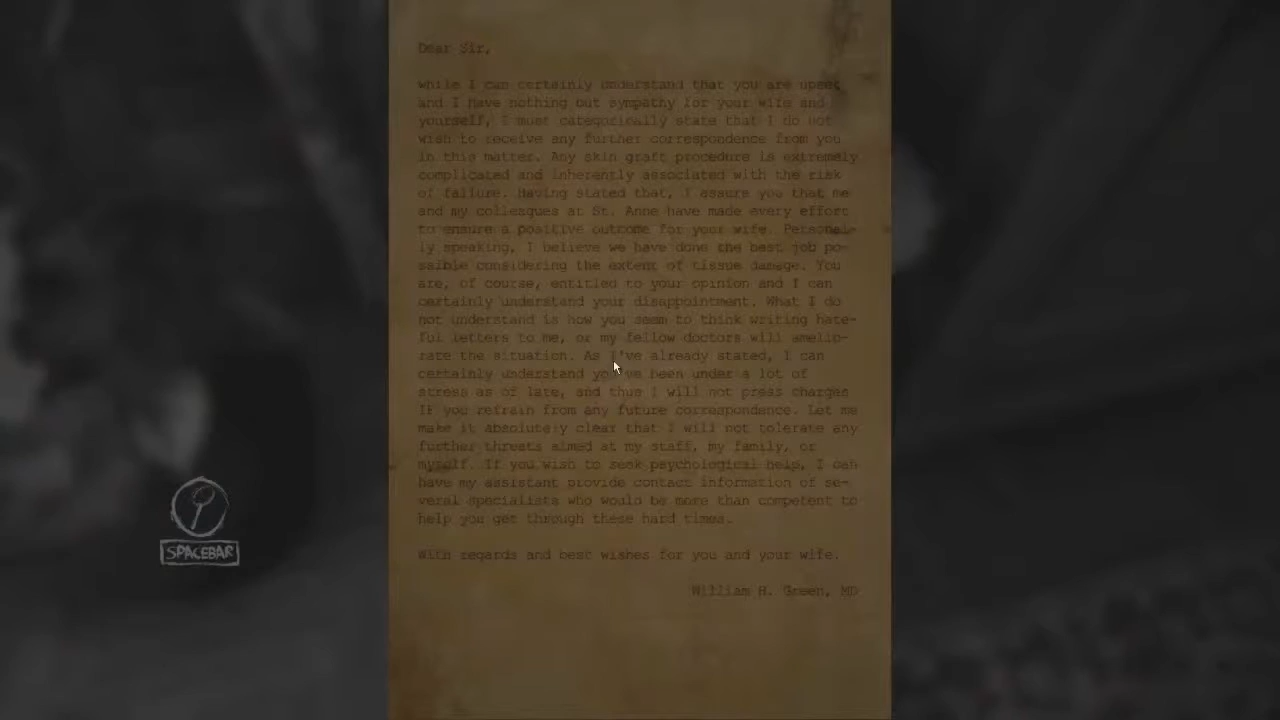 Dear Sir,
while I can certainly understand that you are upset
and I have nothing but sympathy for your wife and
yourself, I must categorically state that I do not
wish to receive any further correspondence from you
in this matter. Any skin graft procedure is extremely
complicated and inherently associated with the risk
of failure. Having stated that, I assure you that me
and my collesgues at St. Anne have made every effort
to ensure a positive outcome for your wife. Personal-
ly speaking, I believe we have done the best job po-
ssible considering the extent of tissue damage. You
are, of course, entitled to your opinion and I can
certainly understand your disappointment. What I do
not understand is how you seem to think writing hate-
ful letters to me, or my fellow doctors will amelio-
rate the situation. As I've already stated, I can
certainly understand you've been under a lot of
stress as of late, and thus I will not press charges
If you refrain from any future correspondence. Let me
make it absolutely clear that I will not tolerate any
further threats aimed at my staff, my family, or
myself. If you wish to seek psychological help, I can
have my assistant provide contact information of se-
veral specialists who would be more than competent to
help you get through these hard times.
With regards and best wishes for you and your wife.
William H. Green, MD
SPACEBAR